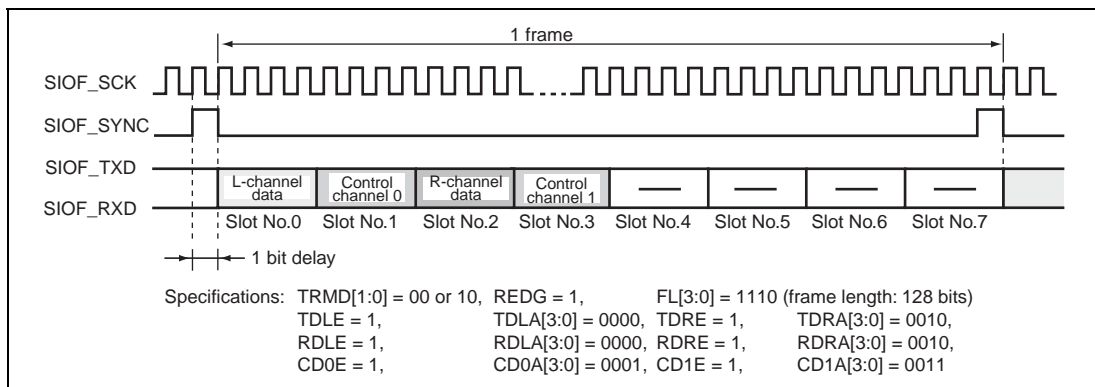 1 frame
SIOF_SCK
SIOF_SYNC
SIOF_TXD
SIOF_RXD
L-channel data
Control channel 0
R-channel data
Control channel 1
Slot No.0 Slot No.1 Slot No.2 Slot No.3 Slot No.4 Slot No.5 Slot No.6 Slot No.7
1 bit delay
Specifications: TRMD[1:0] = 00 or 10, REDG = 1, FL[3:0] = 1110 (frame length: 128 bits)
TDLE = 1, TDLA[3:0] = 0000, TDRE = 1, TDRA[3:0] = 0010,
RDLE = 1, RDLA[3:0] = 0000, RDRE = 1, RDRA[3:0] = 0010,
CD0E = 1, CD0A[3:0] = 0001, CD1E = 1, CD1A[3:0] = 0011